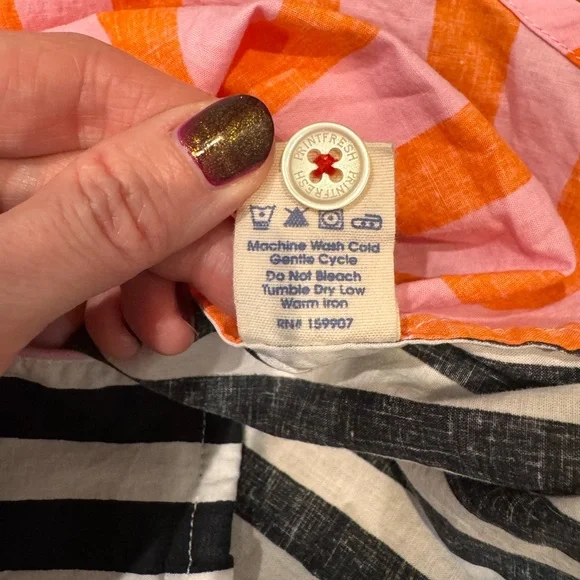 PRINTFRESH
PRINTFRESH
Machine Wash Cold
Gentle Cycle
Do Not Bleach
Tumble Dry Low
Warm Iron
RN# 159907